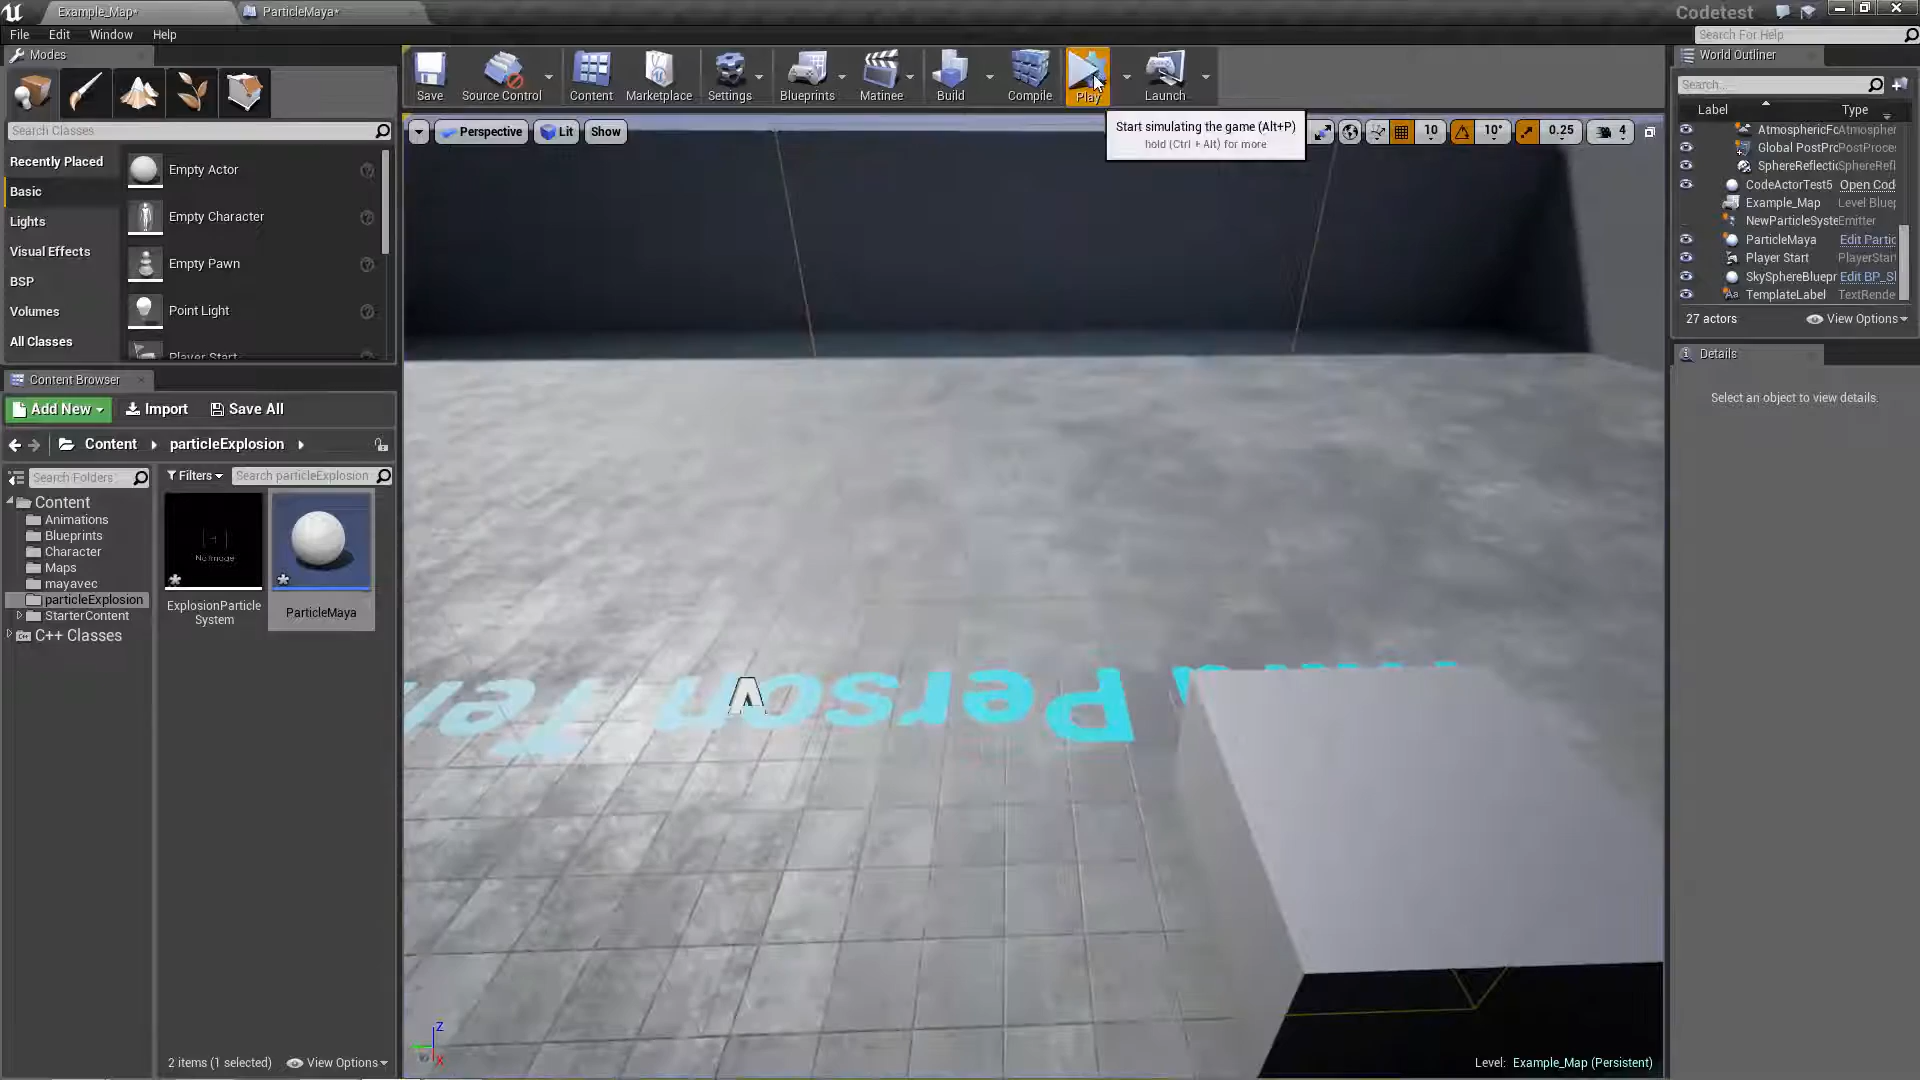 Example_Map*
ParticleMaya*
Codetest
File Edit Window Help
Search For Help
Modes
Save
Source Control
Content
Marketplace
Settings
Blueprints
Matinee
Build
Compile
Play
Launch
World Outliner
Search...
Label
Type
Search Classes
Perspective
Lit
Show
Start simulating the game (Alt+P)
hold (Ctrl + Alt) for more
10
10°
0.25
4
AtmosphericFo Atmospher
Global PostPro PostProce
SphereReflectio SphereRefl
CodeActorTest5 Open Cod
Example_Map Level Bluep
NewParticleSyste Emitter
ParticleMaya Edit Partic
Player Start PlayerStart
SkySphereBluepr Edit BP_Sl
TemplateLabel TextRende
27 actors
View Options
Details
Select an object to view details.
Recently Placed
Basic
Lights
Visual Effects
BSP
Volumes
All Classes
Empty Actor
Empty Character
Empty Pawn
Point Light
Player Start
Content Browser
Add New
Import
Save All
Content
particleExplosion
Search Folders
Filters
Search particleExplosion
Content
Animations
Blueprints
Character
Maps
mayavec
particleExplosion
StarterContent
C++ Classes
No Image
ExplosionParticle
System
ParticleMaya
2 items (1 selected)
View Options
Person
Z
X
Level: Example_Map (Persistent)